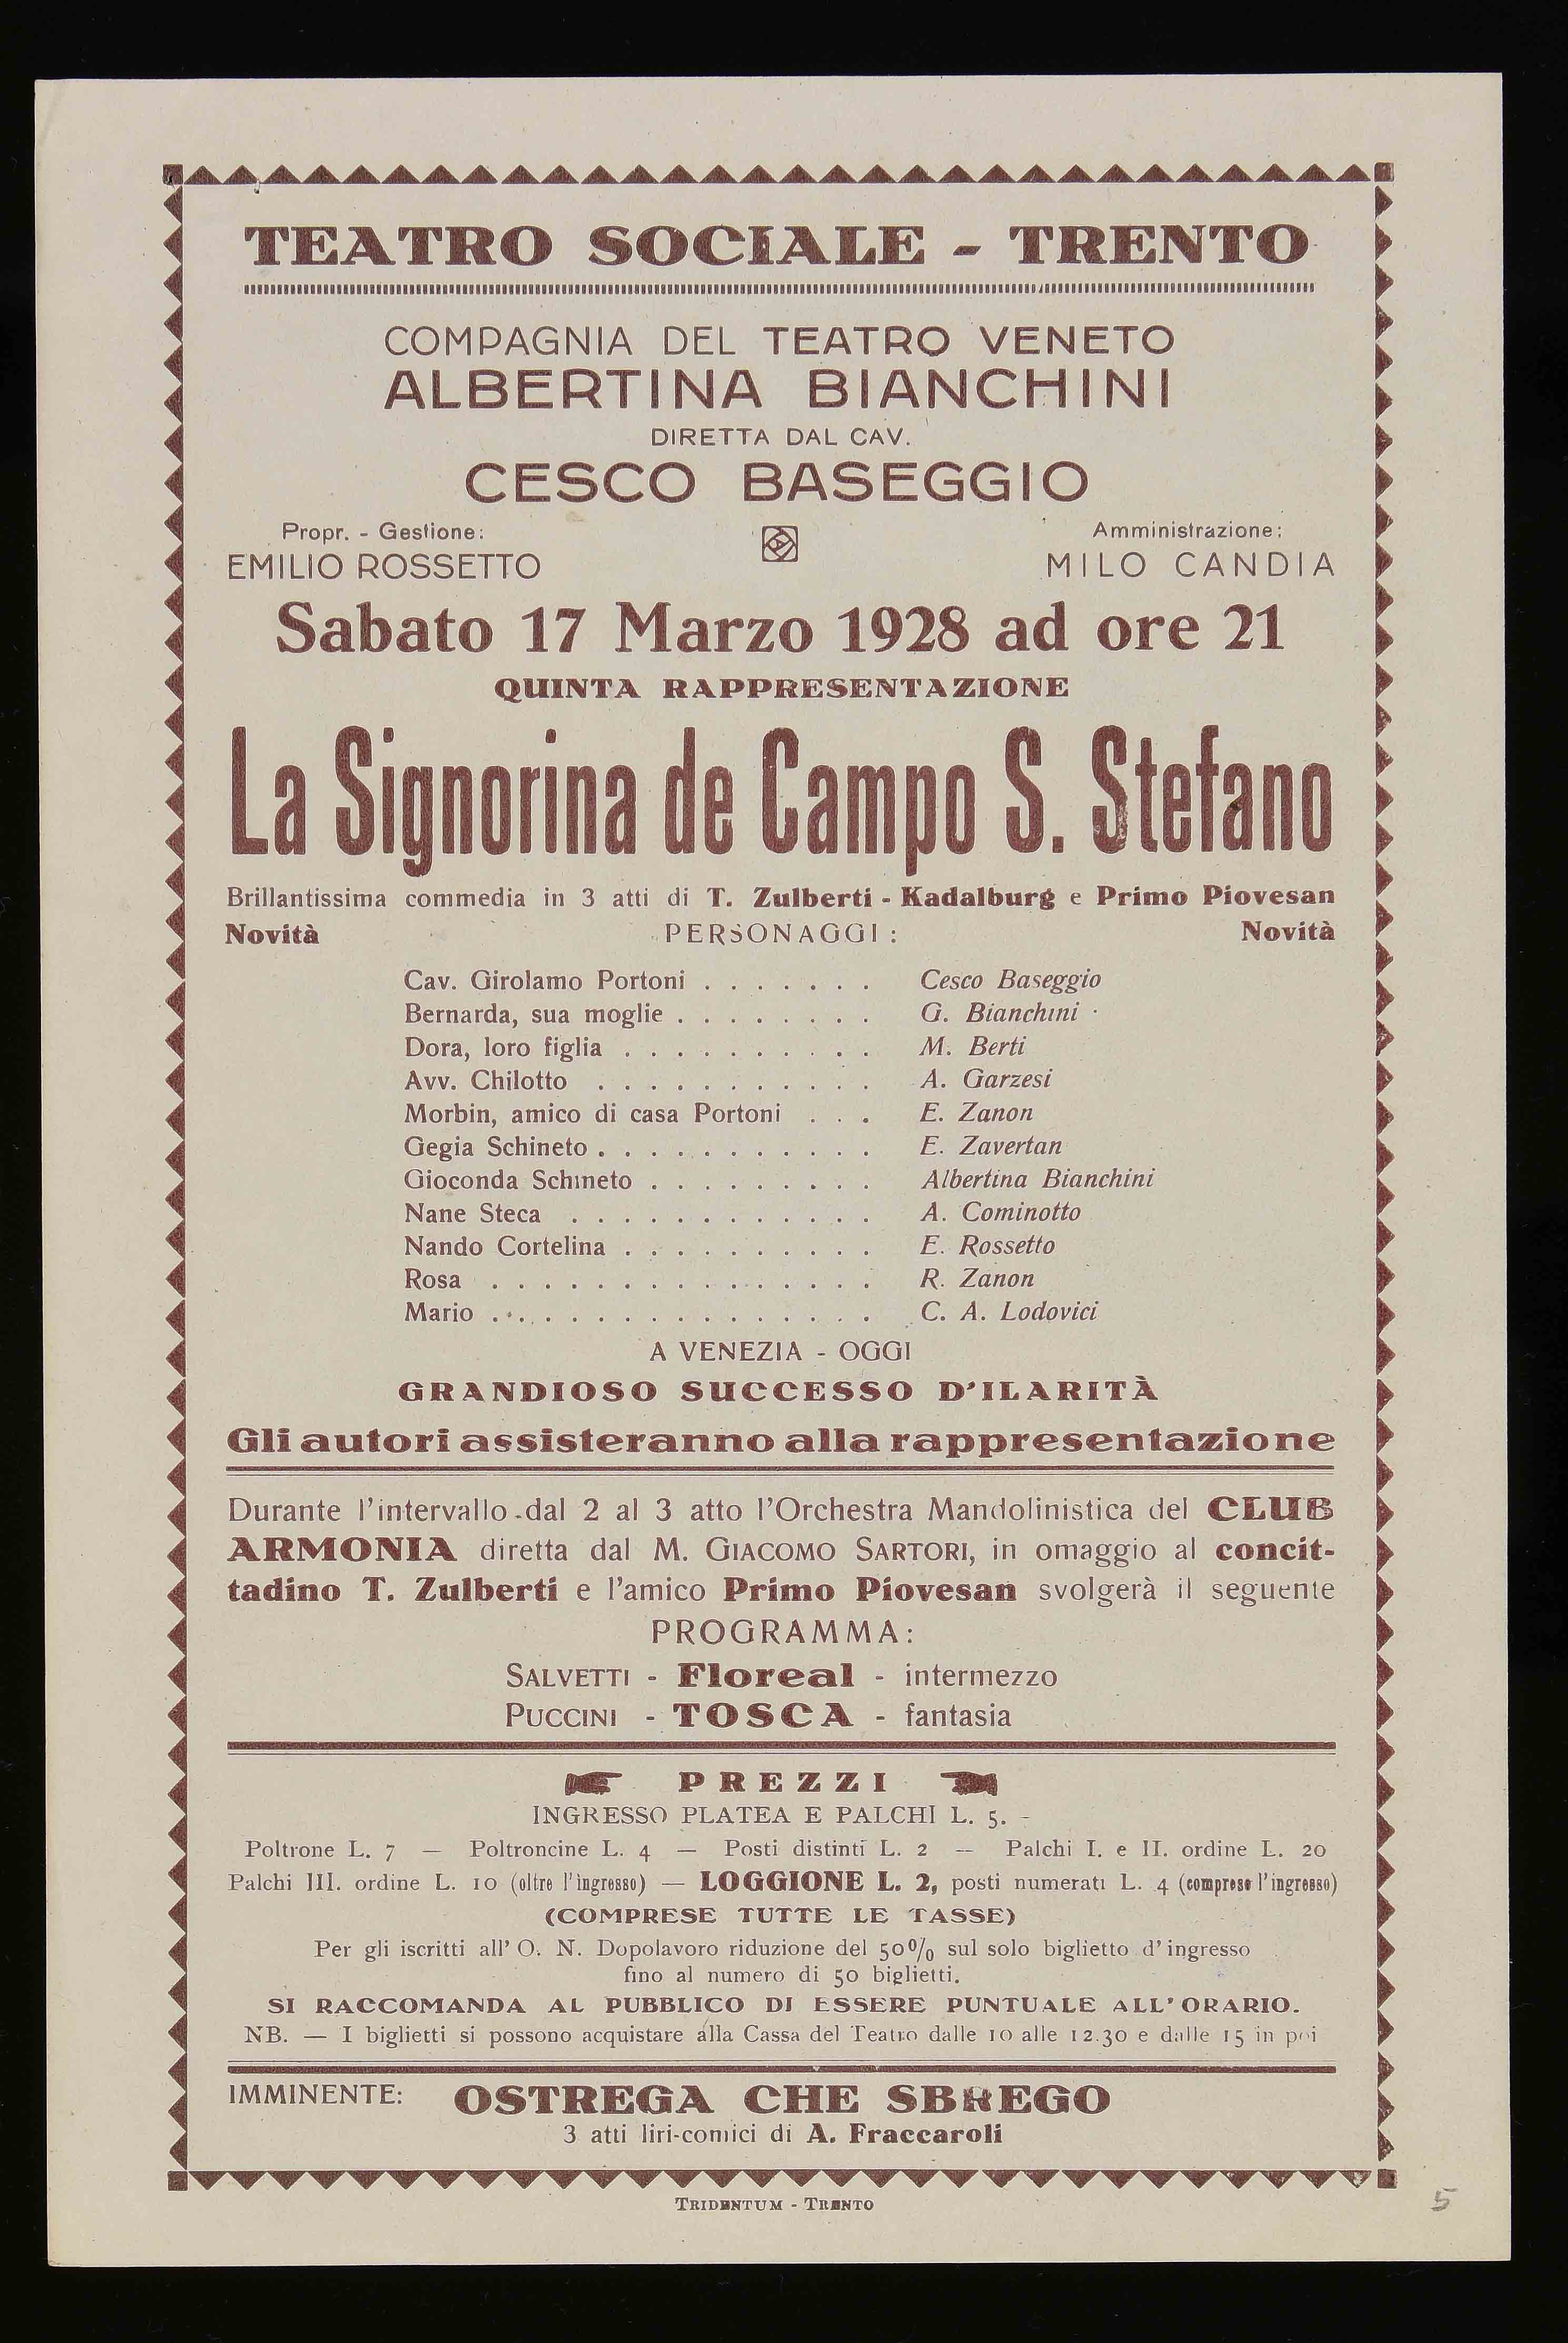 TEATRO SOCIALE - TRENTO
COMPAGNIA DEL TEATRO VENETO
ALBERTINA BIANCHINI
DIRETTA DAL CAV.
CESCO BASEGGIO
Propr. - Gestione: Amministrazione:
EMILIO ROSSETTO MILO CANDIA
Sabato 17 Marzo 1928 ad ore 21
QUINTA RAPPRESENTAZIONE
La Signorina de Campo S. Stefano
Brillantissima commedia in 3 atti di T. Zulberti - Kadalburg e Primo Piovesan
Novità PERSONAGGI: Novità
Cav. Girolamo Portoni . . . . . . . Cesco Baseggio
Bernarda, sua moglie . . . . . . . . G. Bianchini
Dora, loro figlia . . . . . . . . . . M. Berti
Avv. Chilotto . . . . . . . . . . . A. Garzesi
Morbin, amico di casa Portoni . . . E. Zanon
Gegia Schineto . . . . . . . . . . . E. Zavertan
Gioconda Schineto . . . . . . . . . Albertina Bianchini
Nane Steca . . . . . . . . . . . . A. Cominotto
Nando Cortelina . . . . . . . . . . E. Rossetto
Rosa . . . . . . . . . . . . . . . R. Zanon
Mario . . . . . . . . . . . . . . . C. A. Lodovici
A VENEZIA - OGGI
GRANDIOSO SUCCESSO D'ILARITÀ
Gli autori assisteranno alla rappresentazione
Durante l'intervallo dal 2 al 3 atto l'Orchestra Mandolinistica del CLUB
ARMONIA diretta dal M. GIACOMO SARTORI, in omaggio al concit-
tadino T. Zulberti e l'amico Primo Piovesan svolgerà il seguente
PROGRAMMA:
SALVETTI - Floreal - intermezzo
PUCCINI - TOSCA - fantasia
PREZZI
INGRESSO PLATEA E PALCHI L. 5. -
Poltrone L. 7 — Poltroncine L. 4 — Posti distinti L. 2 — Palchi I. e II. ordine L. 20
Palchi III. ordine L. 10 (oltre l'ingresso) — LOGGIONE L. 2, posti numerati L. 4 (compreso l'ingresso)
(COMPRESE TUTTE LE TASSE)
Per gli iscritti all' O. N. Dopolavoro riduzione del 50% sul solo biglietto d'ingresso
fino al numero di 50 biglietti.
SI RACCOMANDA AL PUBBLICO DI ESSERE PUNTUALE ALL'ORARIO.
NB. — I biglietti si possono acquistare alla Cassa del Teatro dalle 10 alle 12.30 e dalle 15 in poi
IMMINENTE: OSTREGA CHE SBREGO
3 atti liri-comici di A. Fraccaroli
TRIDENTUM - TRENTO
5